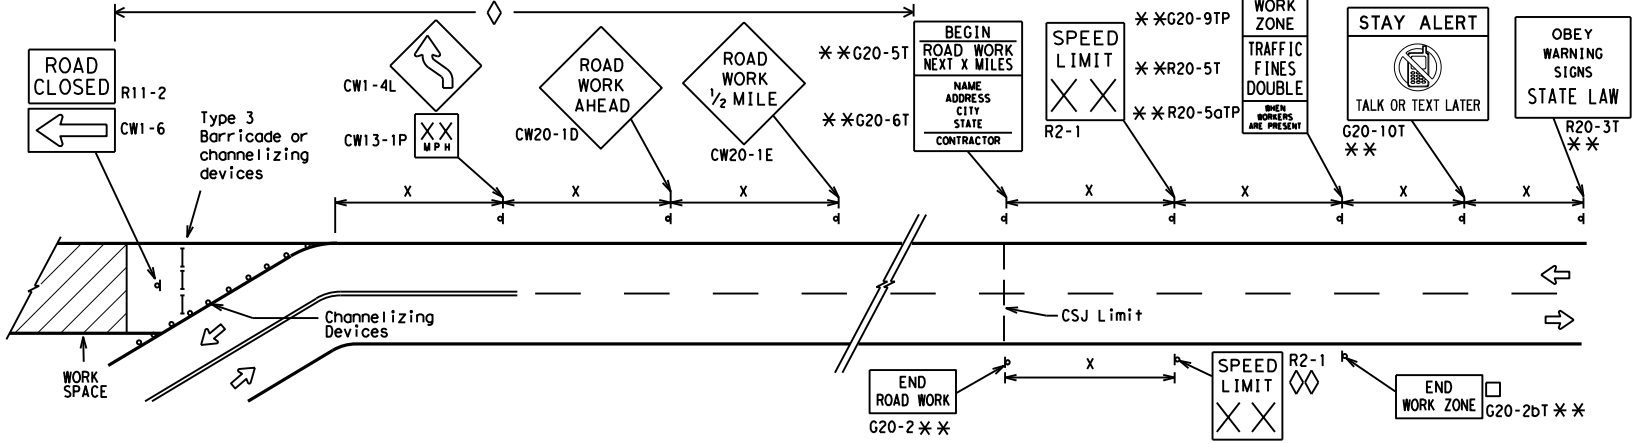 ROAD
CLOSED
R11-2
CW1-6
Type 3
Barricade or
channelizing
devices
CW1-4L
XX
MPH
CW13-1P
ROAD
WORK
AHEAD
CW20-1D
ROAD
WORK
1/2 MILE
CW20-1E
**G20-5T
**G20-6T
BEGIN
ROAD WORK
NEXT X MILES
NAME
ADDRESS
CITY
STATE
CONTRACTOR
SPEED
LIMIT
XX
R2-1
**G20-9TP
**R20-5T
**R20-5aTP
WORK
ZONE
TRAFFIC
FINES
DOUBLE
WHEN
WORKERS
ARE PRESENT
STAY ALERT
TALK OR TEXT LATER
G20-10T
**
OBEY
WARNING
SIGNS
STATE LAW
R20-3T
**
X
X
X
X
X
X
X
Channelizing
Devices
WORK
SPACE
CSJ Limit
X
END
ROAD WORK
G20-2 **
SPEED
LIMIT
XX
R2-1
END
WORK ZONE
G20-2bT **